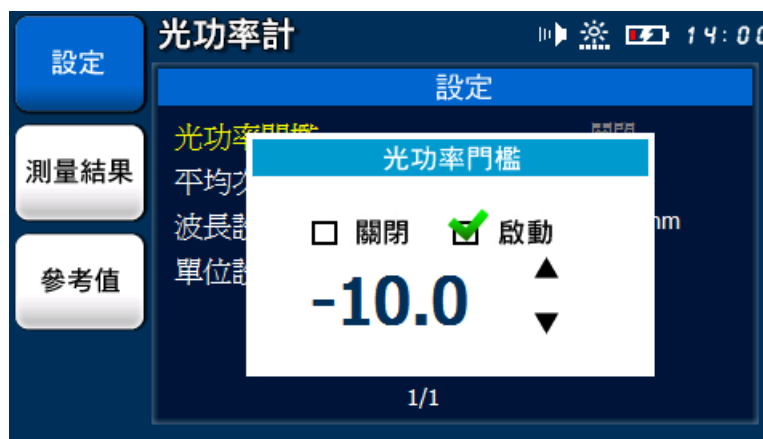 設定
光功率計
14:00
設定
光功率門檻
關閉
平均
波長設
nm
單位設
光功率門檻
關閉
啟動
-10.0
測量結果
參考值
1/1